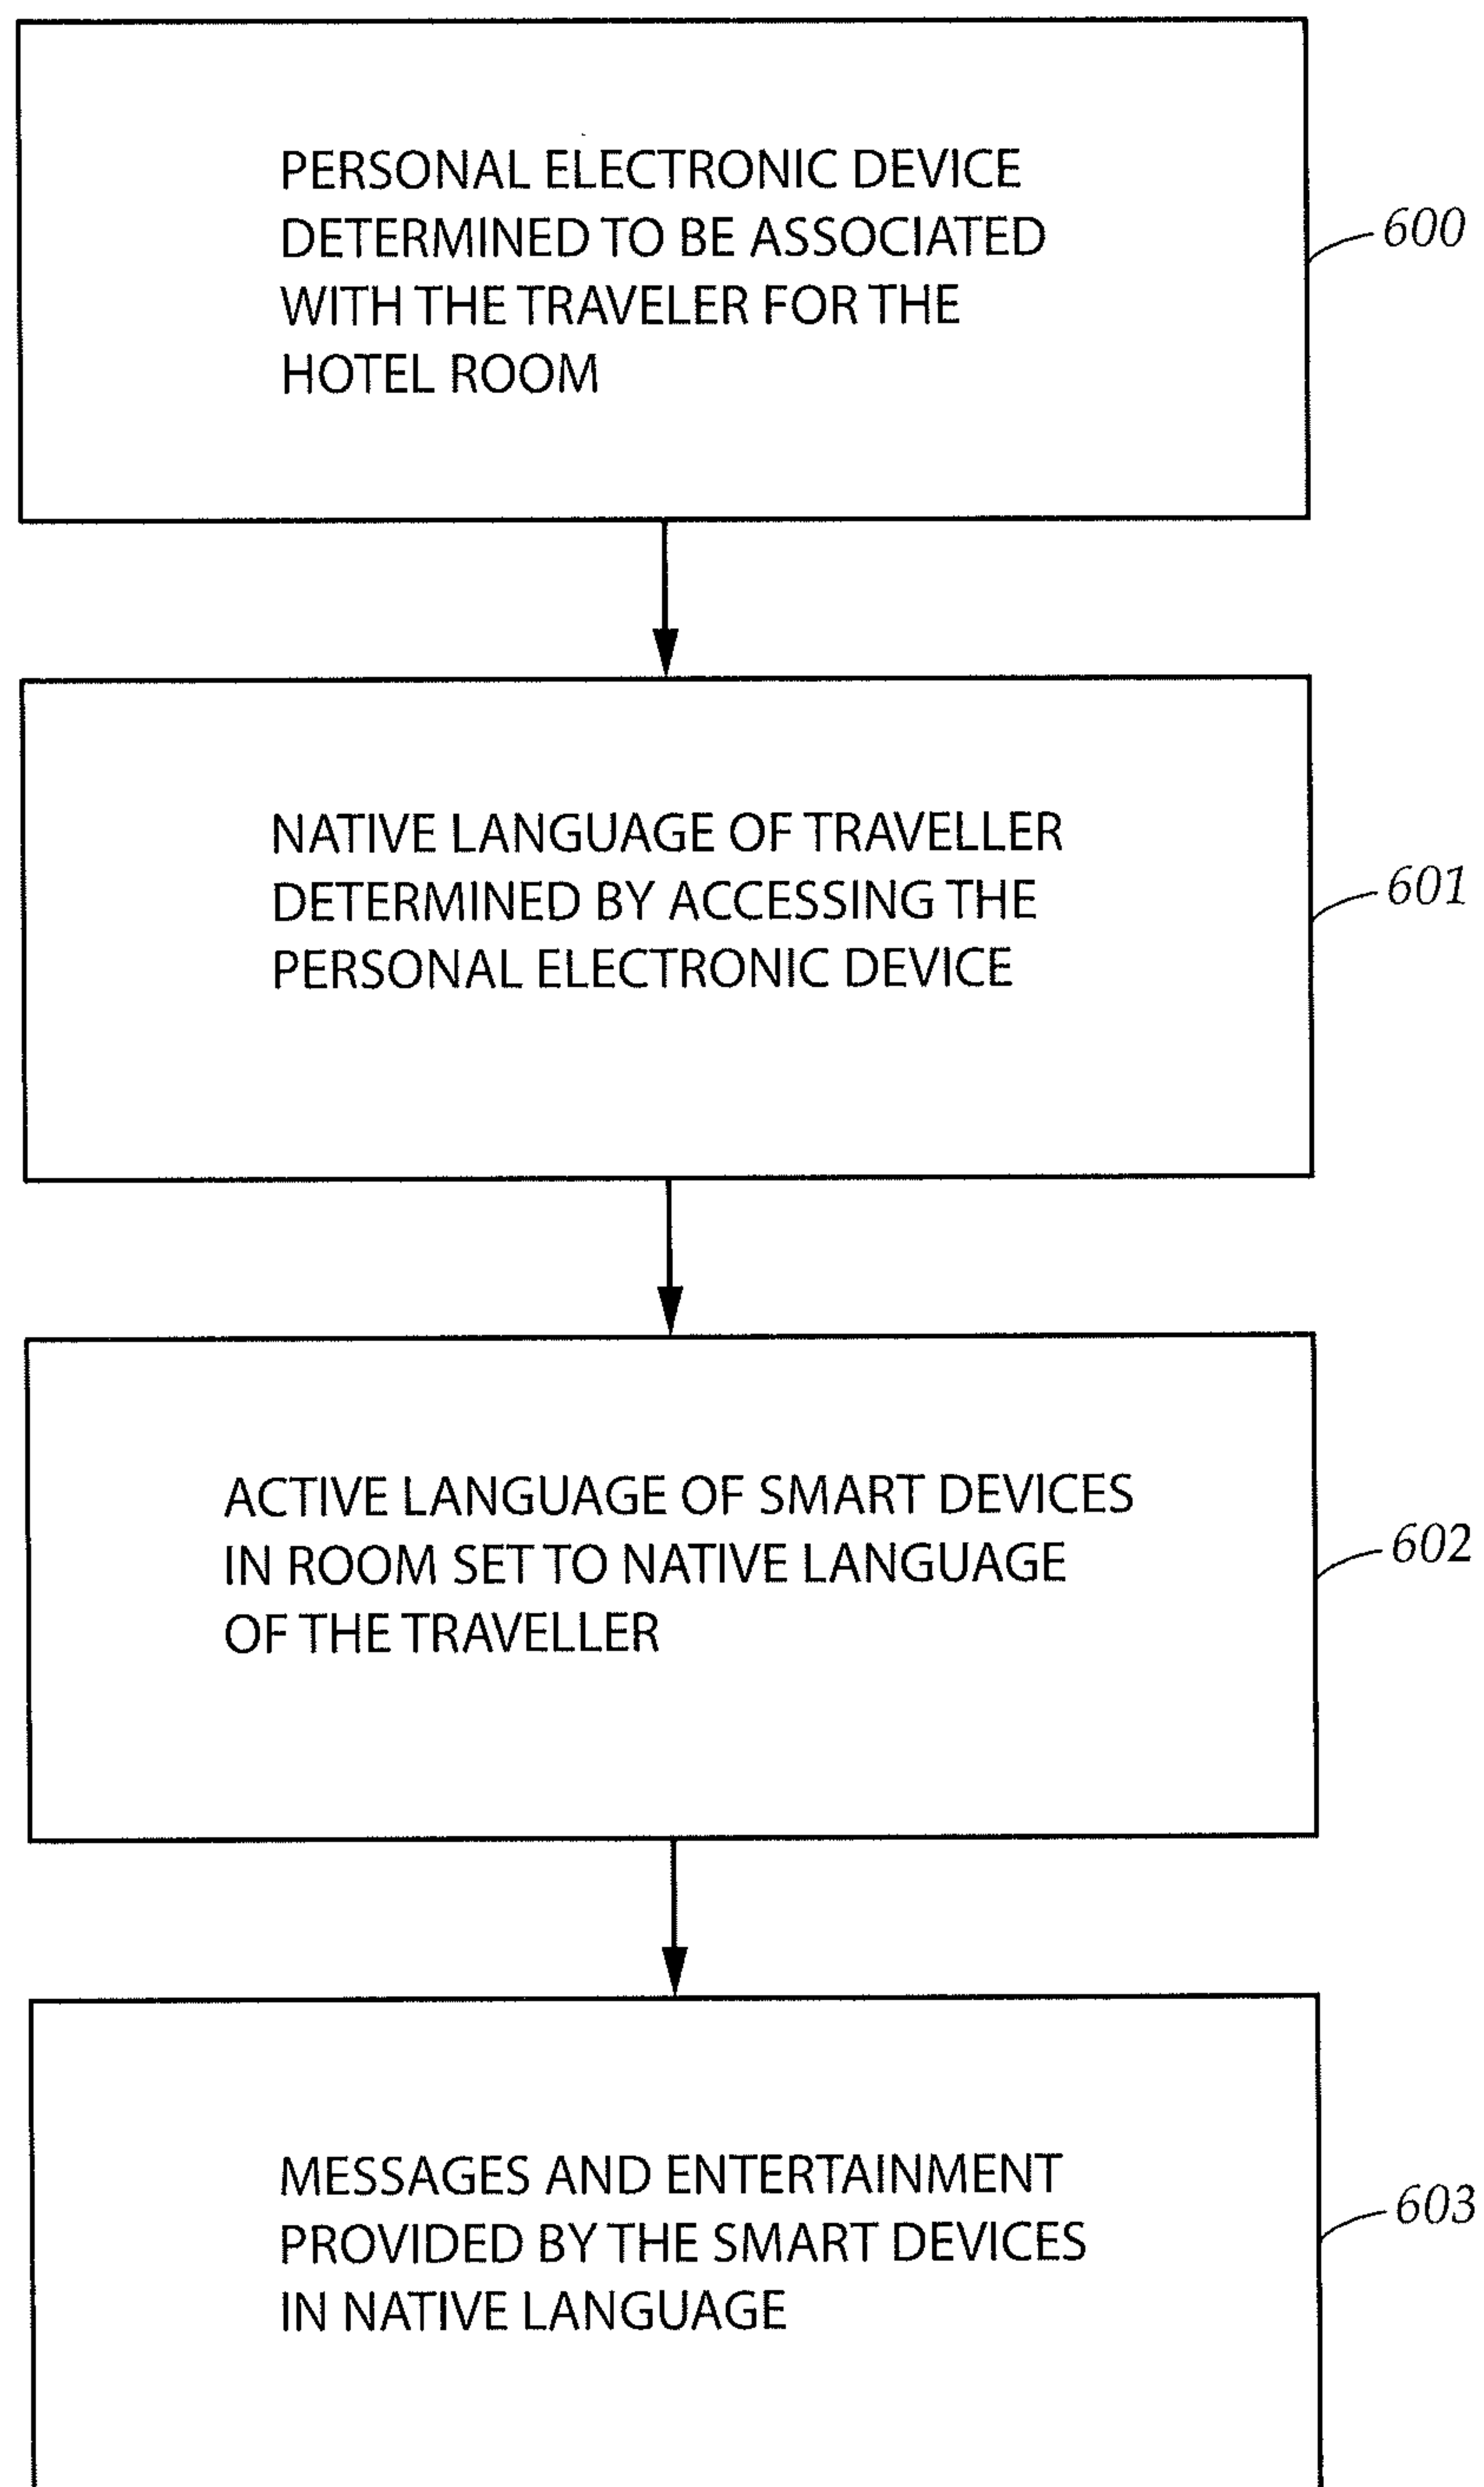 PERSONAL ELECTRONIC DEVICE
DETERMINED TO BE ASSOCIATED
WITH THE TRAVELER FOR THE
HOTEL ROOM
600
NATIVE LANGUAGE OF TRAVELLER
DETERMINED BY ACCESSING THE
PERSONAL ELECTRONIC DEVICE
601
ACTIVE LANGUAGE OF SMART DEVICES
IN ROOM SET TO NATIVE LANGUAGE
OF THE TRAVELLER
602
MESSAGES AND ENTERTAINMENT
PROVIDED BY THE SMART DEVICES
IN NATIVE LANGUAGE
603